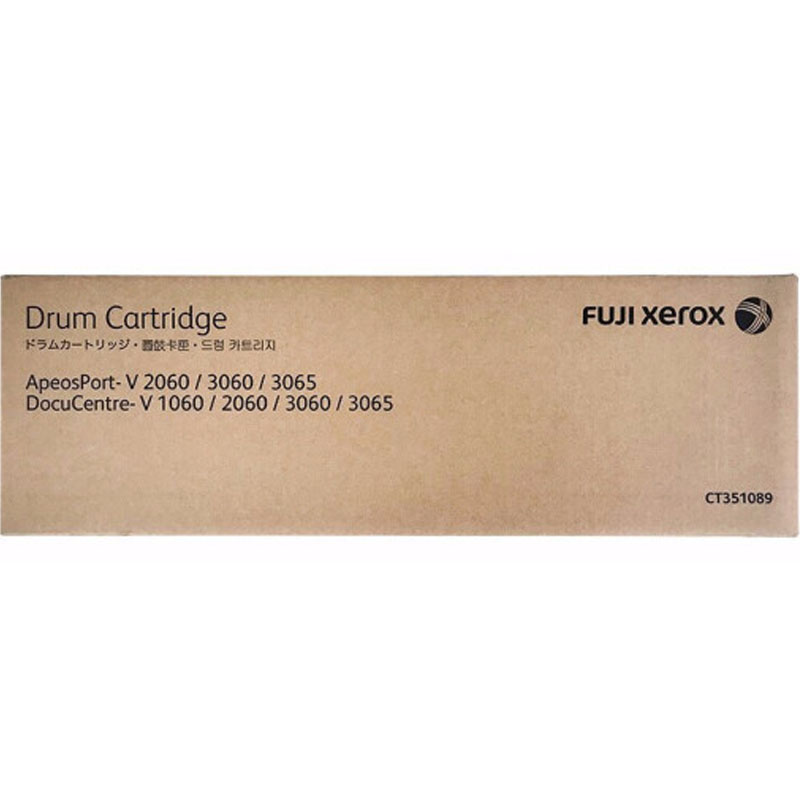 Drum Cartridge
FUJI xerox
ドラムカートリッジ・感鼓卡匣・드럼 카트리지
ApeosPort- V 2060 / 3060 / 3065
DocuCentre- V 1060 / 2060 / 3060 / 3065
CT351089